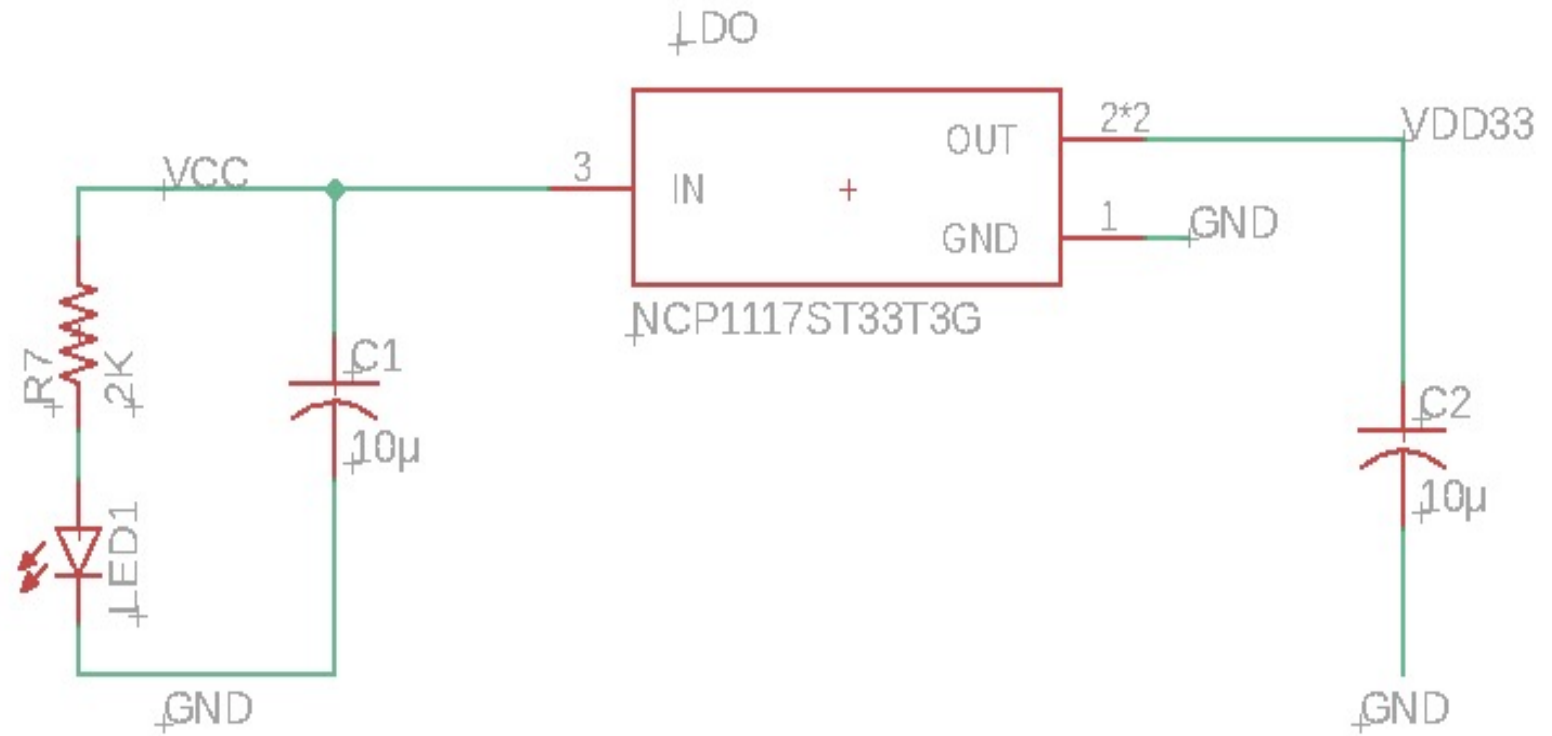 LDO
VCC
3
IN
OUT
2*2
VDD33
GND
1
GND
NCP1117ST33T3G
R7
2K
C1
10µ
C2
10µ
LED1
GND
GND